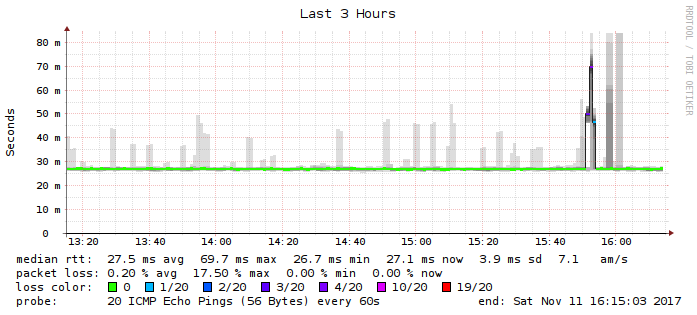 Last 3 Hours
RRDTOOL / TOBI OETIKER
Seconds
80 m
70 m
60 m
50 m
40 m
30 m
20 m
10 m
0
13:20 13:40 14:00 14:20 14:40 15:00 15:20 15:40 16:00
median rtt: 27.5 ms avg 69.7 ms max 26.7 ms min 27.1 ms now 3.9 ms sd 7.1 am/s
packet loss: 0.20 % avg 17.50 % max 0.00 % min 0.00 % now
loss color: 0 1/20 2/20 3/20 4/20 10/20 19/20
probe: 20 ICMP Echo Pings (56 Bytes) every 60s end: Sat Nov 11 16:15:03 2017